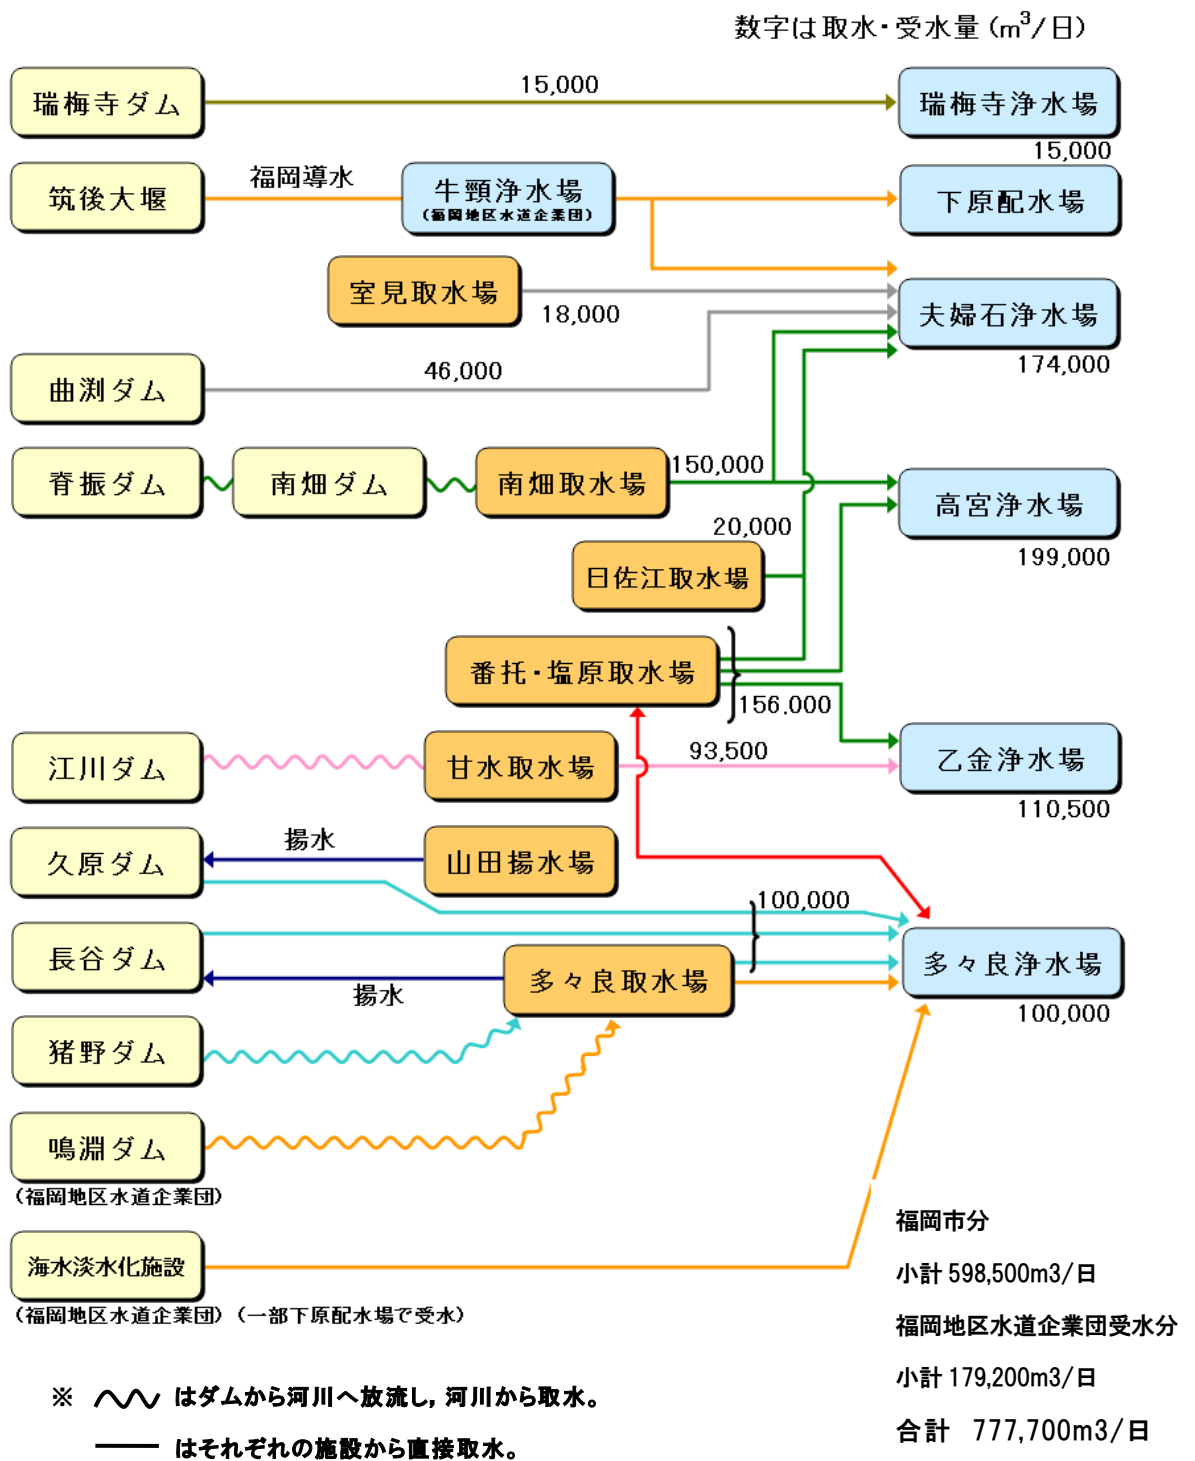 数字は取水・受水量（m³/日）
瑞梅寺ダム
15,000
瑞梅寺浄水場
15,000
筑後大堰
福岡導水
牛頸浄水場
（福岡地区水道企業団）
下原配水場
室見取水場
18,000
夫婦石浄水場
174,000
曲渕ダム
46,000
脊振ダム
南畑ダム
南畑取水場
150,000
高宮浄水場
199,000
20,000
日佐江取水場
番托・塩原取水場
156,000
江川ダム
甘水取水場
93,500
乙金浄水場
110,500
久原ダム
揚水
山田揚水場
100,000
長谷ダム
揚水
多々良取水場
多々良浄水場
100,000
猪野ダム
鳴淵ダム
（福岡地区水道企業団）
海水淡水化施設
（福岡地区水道企業団）（一部下原配水場で受水）
福岡市分
小計 598,500m3/日
福岡地区水道企業団受水分
小計 179,200m3/日
合計 777,700m3/日
※ はダムから河川へ放流し，河川から取水。
はそれぞれの施設から直接取水。